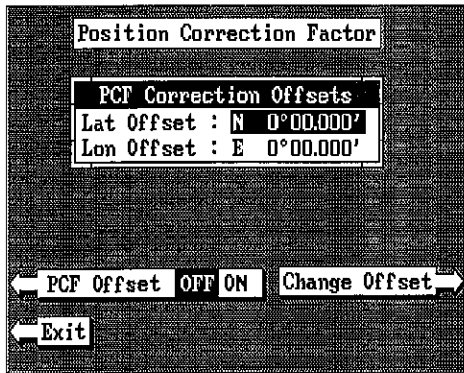 Position Correction Factor
PCF Correction Offsets
Lat Offset : N 0°00.000'
Lon Offset : E 0°00.000'
PCF Offset OFF ON Change Offset
Exit